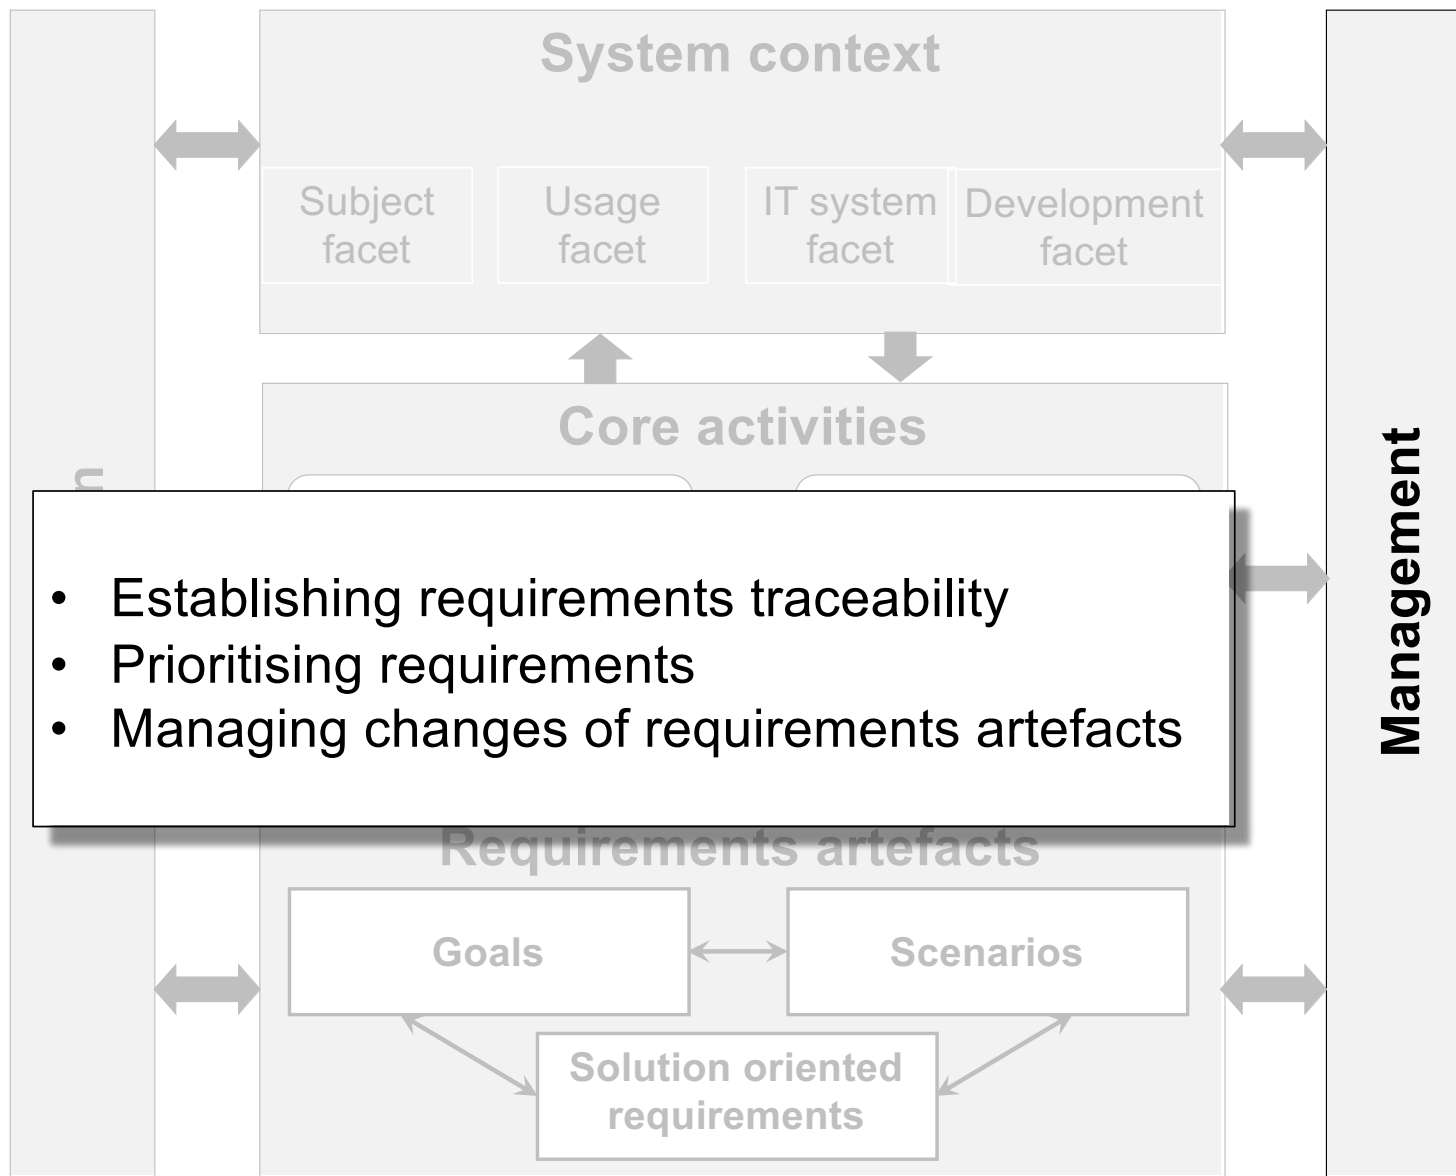 System context
Subject
facet
Usage
facet
IT system
facet
Development
facet
Core activities
• Establishing requirements traceability
• Prioritising requirements
• Managing changes of requirements artefacts
Requirements artefacts
Goals
Scenarios
Solution oriented
requirements
Management